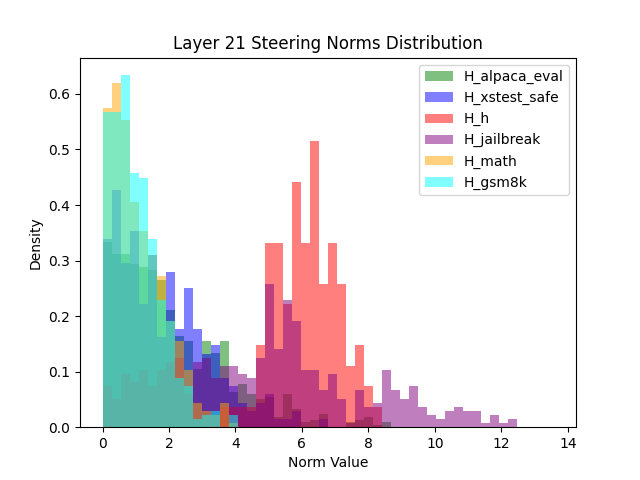 Layer 21 Steering Norms Distribution
H_alpaca_eval
H_xstest_safe
H_h
H_jailbreak
H_math
H_gsm8k
Density
0.6
0.5
0.4
0.3
0.2
0.1
0.0
0 2 4 6 8 10 12 14
Norm Value